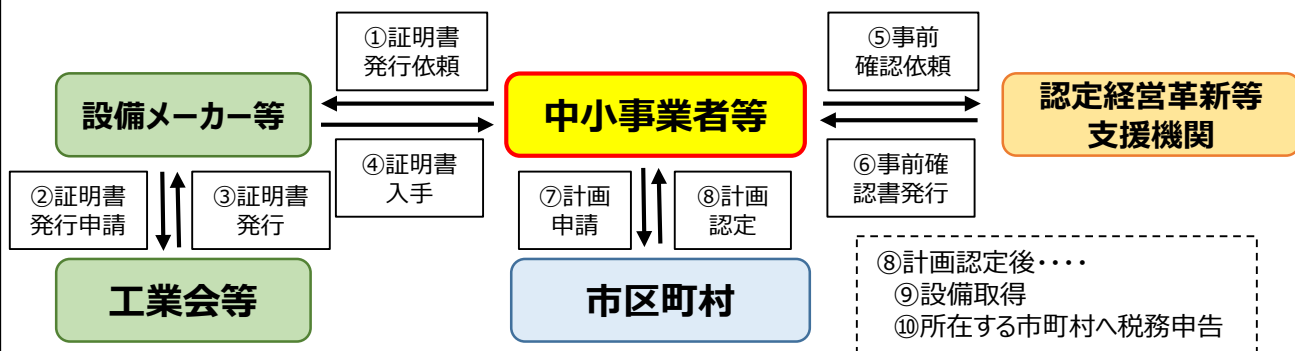 ①証明書
発行依頼
⑤事前
確認依頼
設備メーカー等
中小事業者等
認定経営革新等
支援機関
②証明書
発行申請
③証明書
発行
④証明書
入手
⑦計画
申請
⑧計画
認定
⑥事前確
認書発行
工業会等
市区町村
⑧計画認定後････
⑨設備取得
⑩所在する市町村へ税務申告